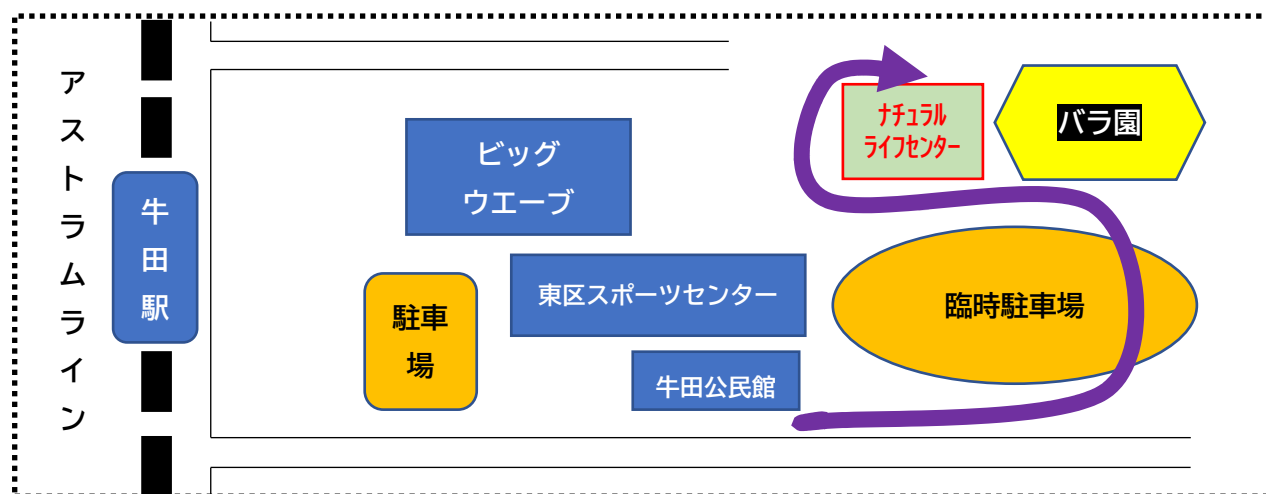 アストラムライン
牛田駅
ビッグ
ウエーブ
駐車
場
東区スポーツセンター
牛田公民館
ﾅﾁｭﾗﾙ
ﾗｲﾌｾﾝﾀｰ
バラ園
臨時駐車場